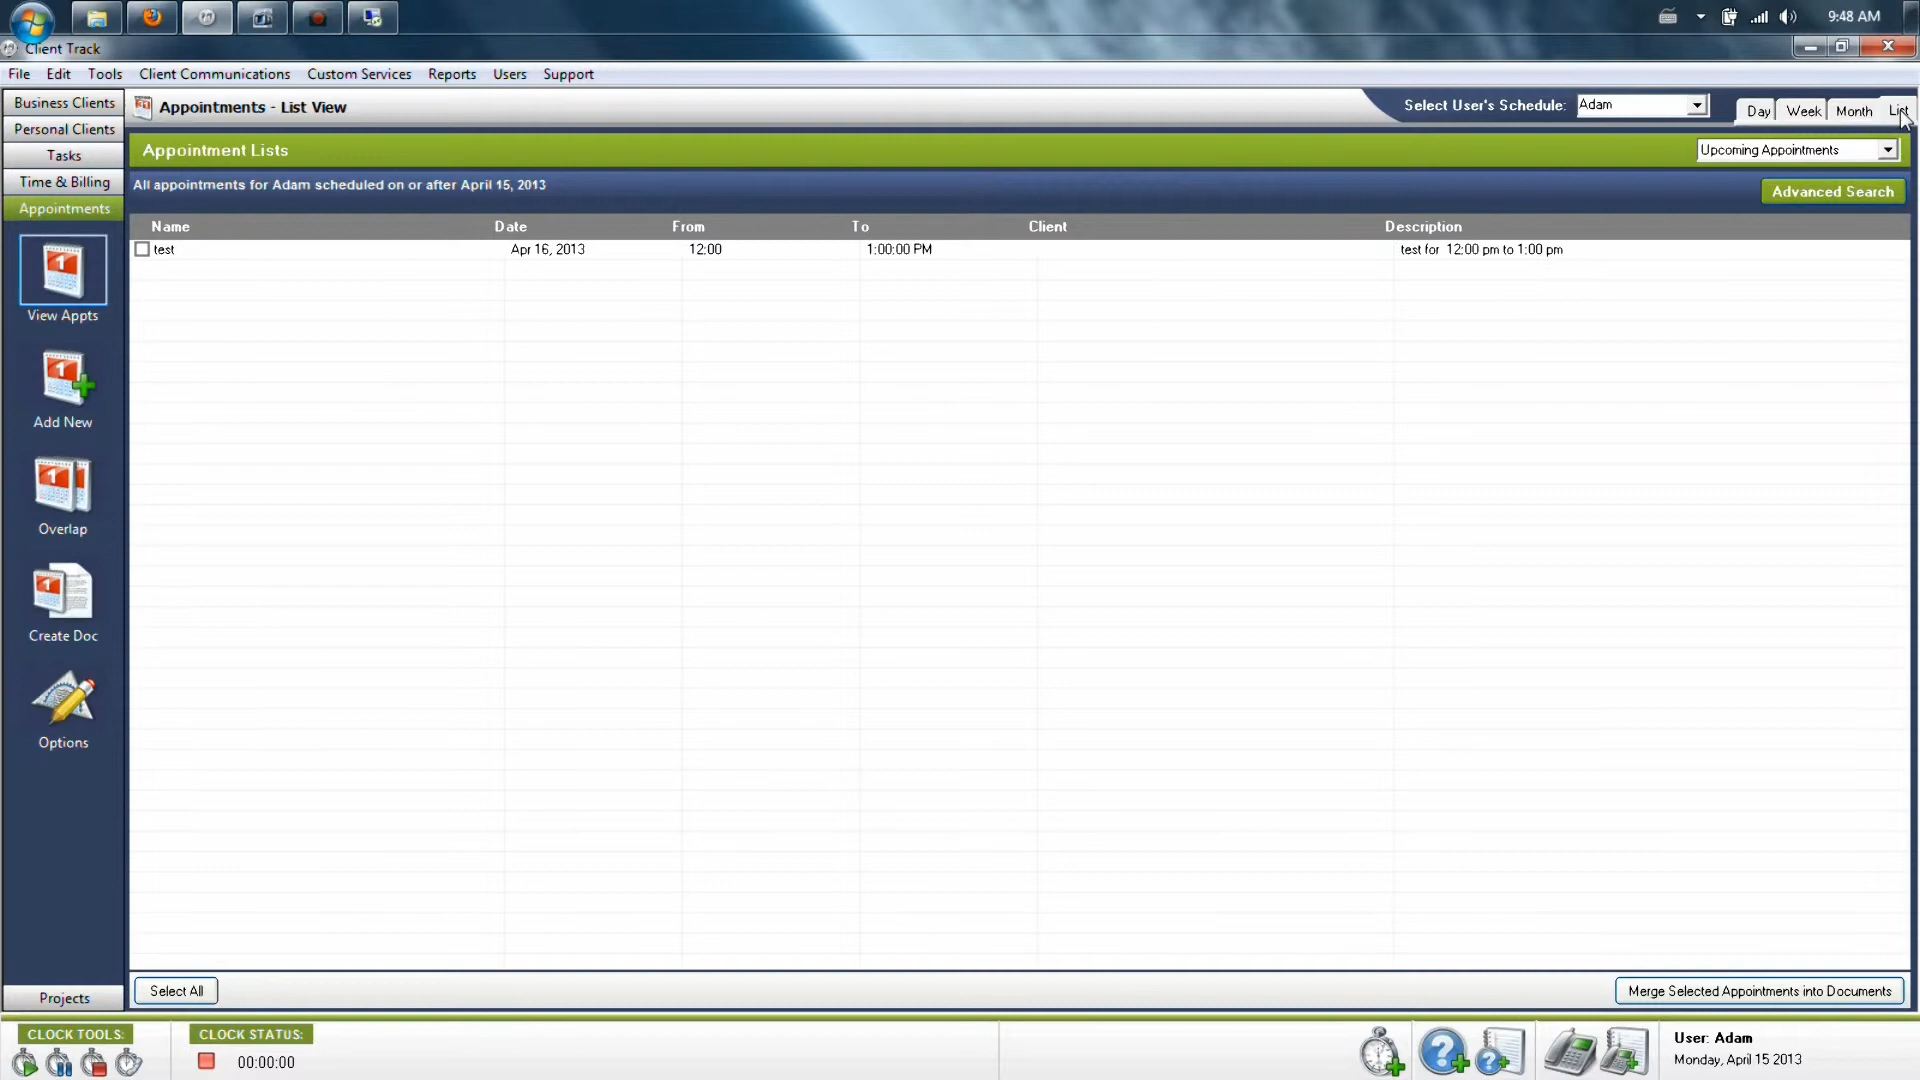 9:48 AM
Client Track
File Edit Tools Client Communications Custom Services Reports Users Support
Business Clients
Personal Clients
Tasks
Time & Billing
Appointments
View Appts
Add New
Overlap
Create Doc
Options
Projects
Appointments - List View
Select User's Schedule: Adam
Day Week Month List
Appointment Lists
Upcoming Appointments
All appointments for Adam scheduled on or after April 15, 2013
Advanced Search
Name Date From To Client Description
test Apr 16, 2013 12:00 1:00:00 PM test for 12:00 pm to 1:00 pm
Select All
Merge Selected Appointments into Documents
CLOCK TOOLS:
CLOCK STATUS:
00:00:00
User: Adam
Monday, April 15 2013